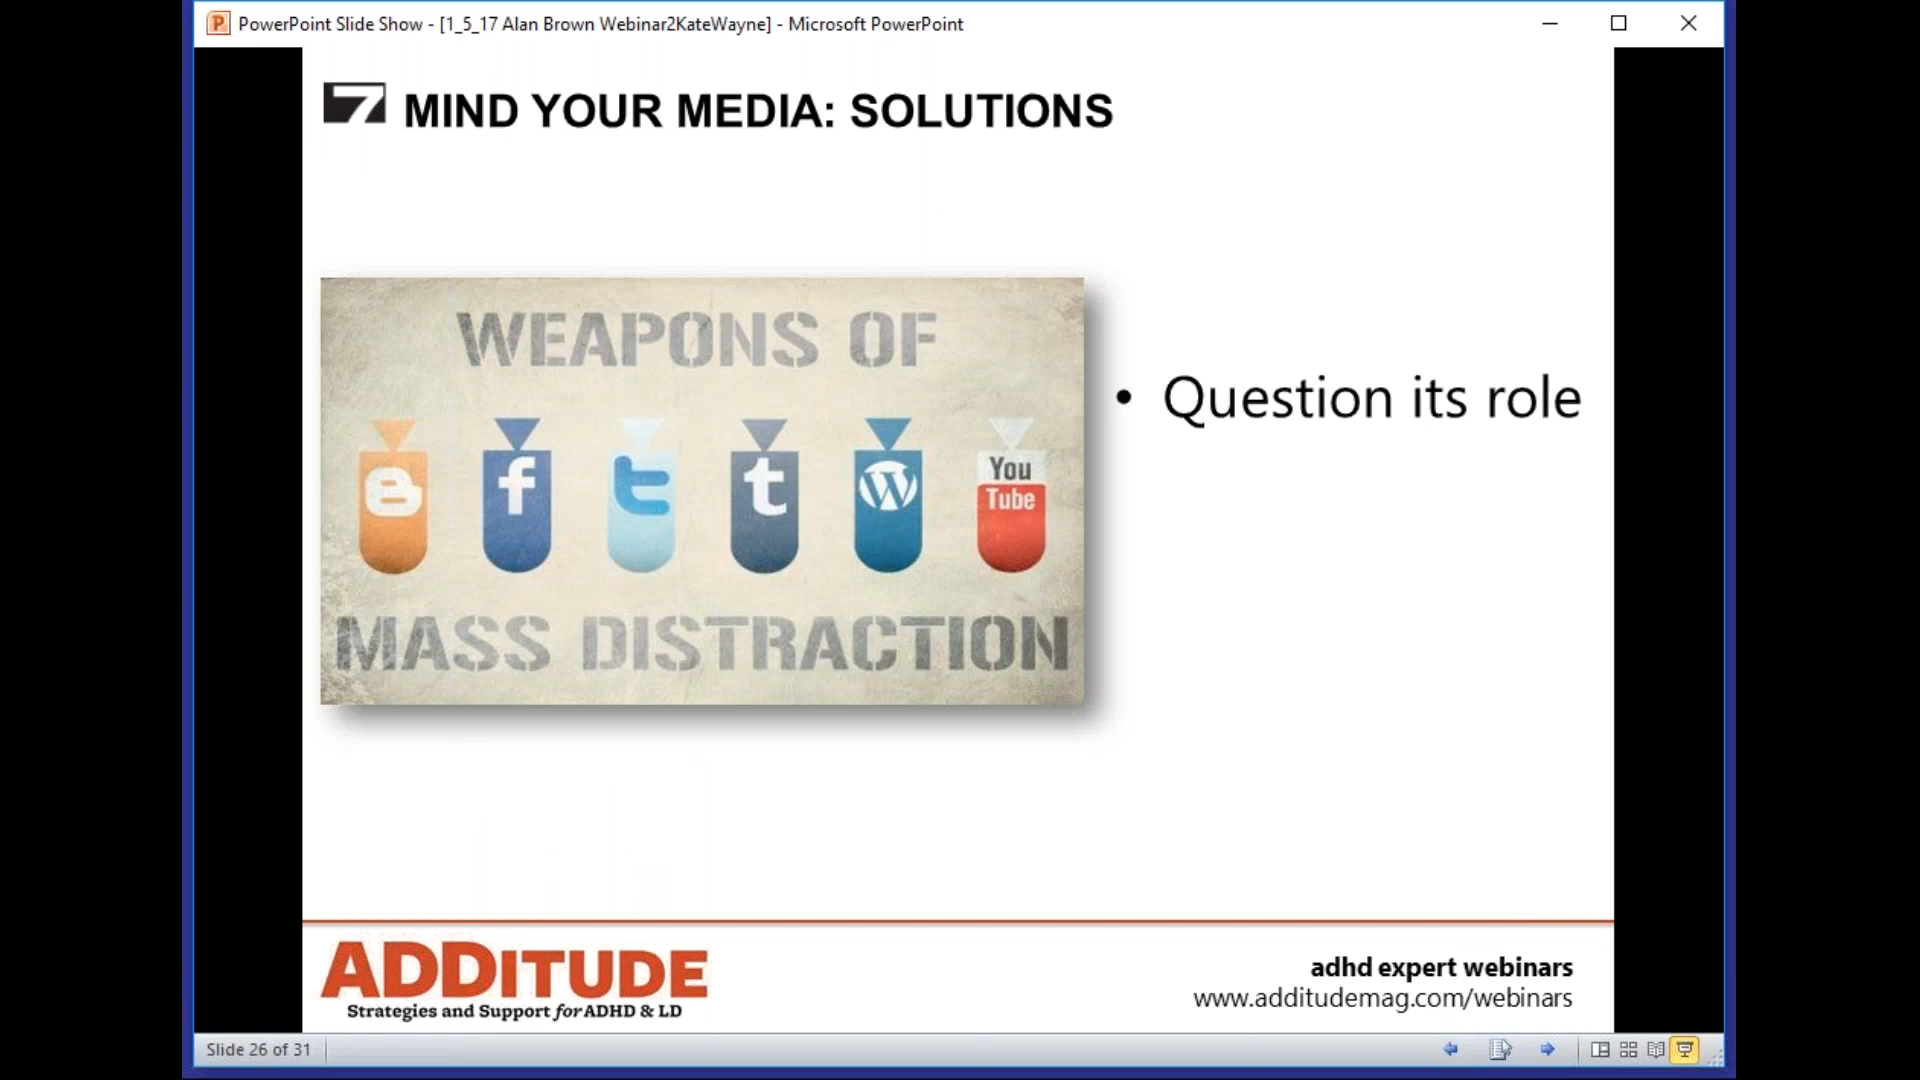 PowerPoint Slide Show - [1_5_17 Alan Brown Webinar2KateWayne] - Microsoft PowerPoint
7 MIND YOUR MEDIA: SOLUTIONS
WEAPONS OF
You
Tube
MASS DISTRACTION
• Question its role
ADDITUDE
Strategies and Support for ADHD & LD
adhd expert webinars
www.additudemag.com/webinars
Slide 26 of 31